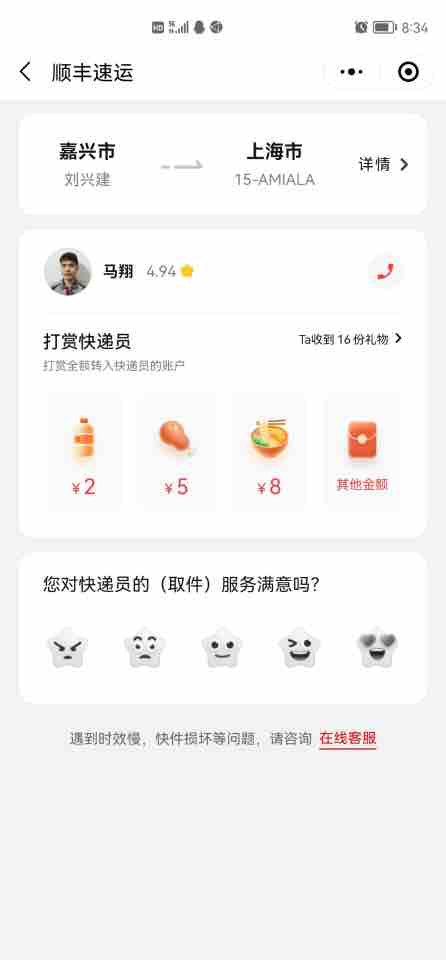 HD 5G 5G 8:34
顺丰速运
嘉兴市 上海市 详情
刘兴建 15-AMIALA
马翔 4.94
打赏快递员 Ta收到 16 份礼物
打赏全额转入快递员的账户
¥2 ¥5 ¥8 其他金额
您对快递员的（取件）服务满意吗？
遇到时效慢，快件损坏等问题，请咨询 在线客服